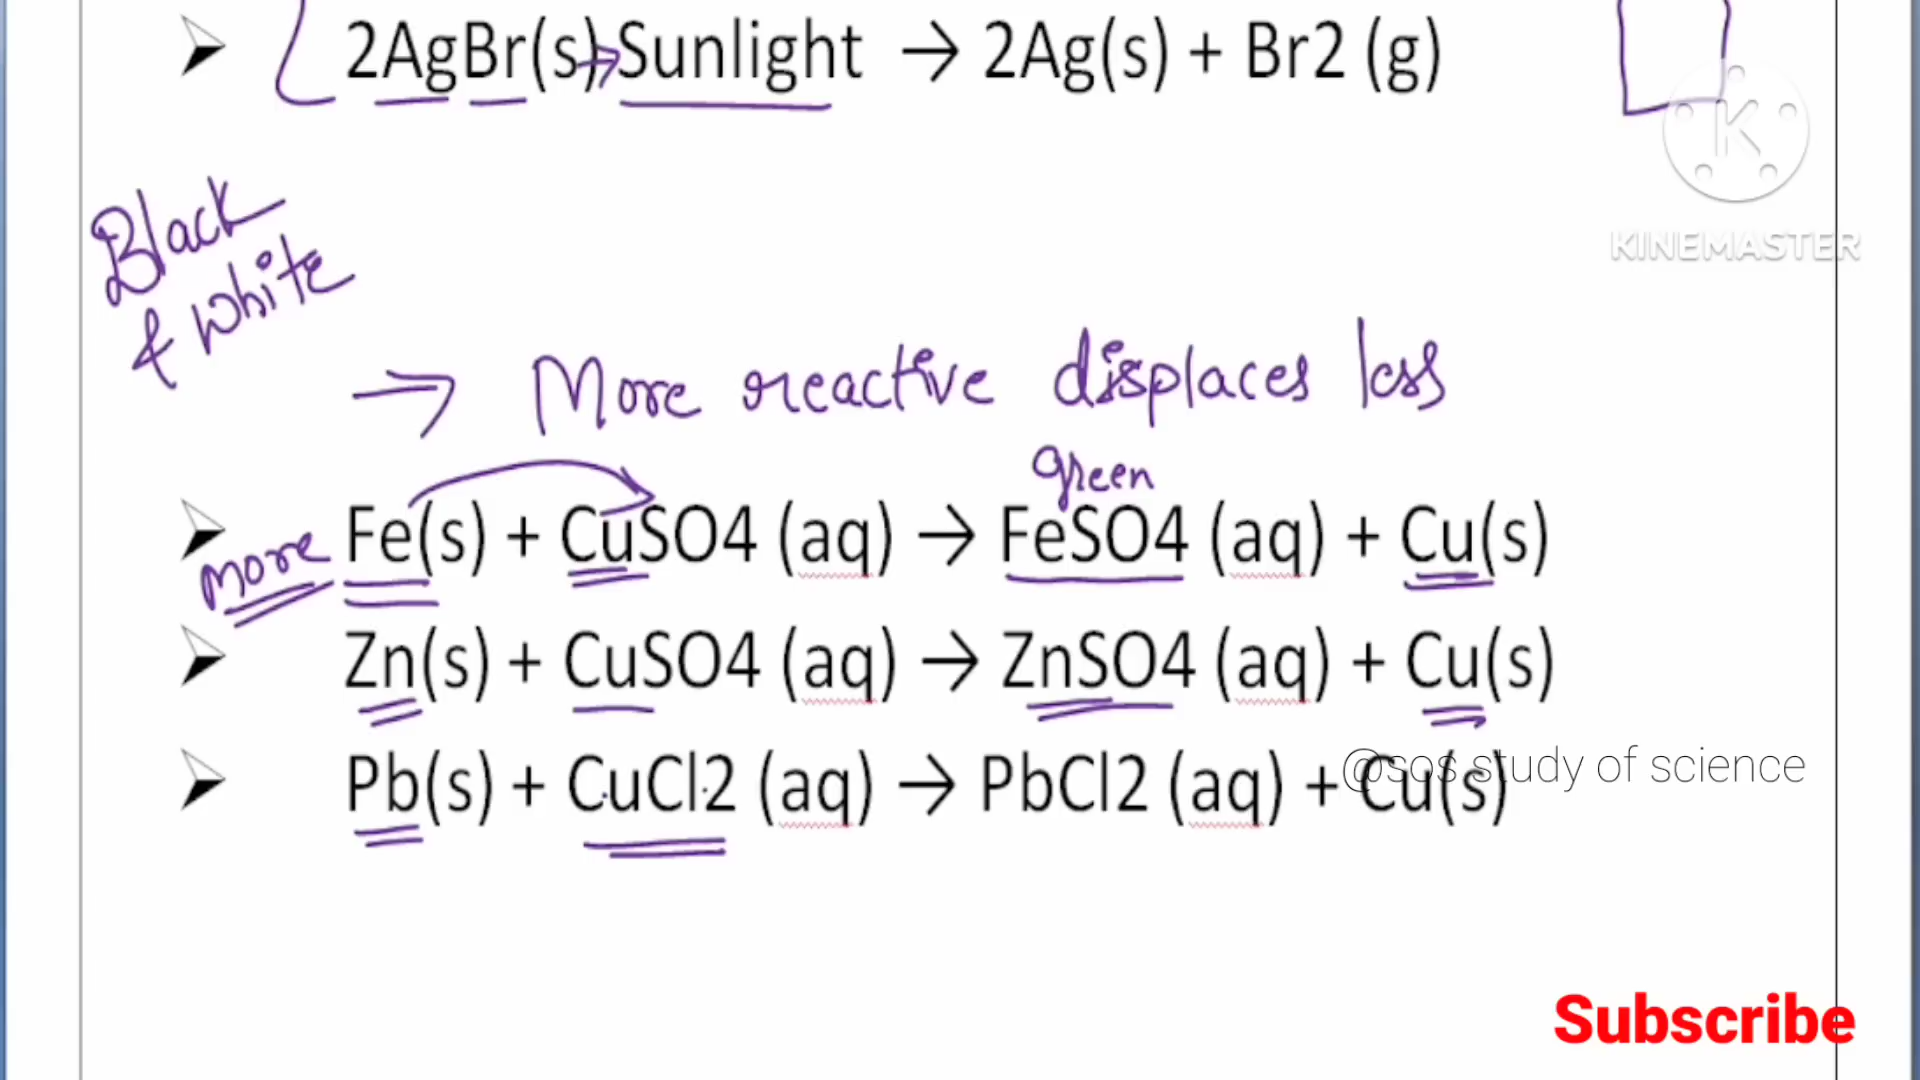 2AgBr(s)→Sunlight → 2Ag(s) + Br2 (g)
K
KINEMASTER
Black
& White
→ More reactive displaces less
green
Fe(s) + CuSO4 (aq) → FeSO4 (aq) + Cu(s)
more
Zn(s) + CuSO4 (aq) → ZnSO4 (aq) + Cu(s)
@sos study of science
Pb(s) + CuCl2 (aq) → PbCl2 (aq) + Cu(s)
Subscribe